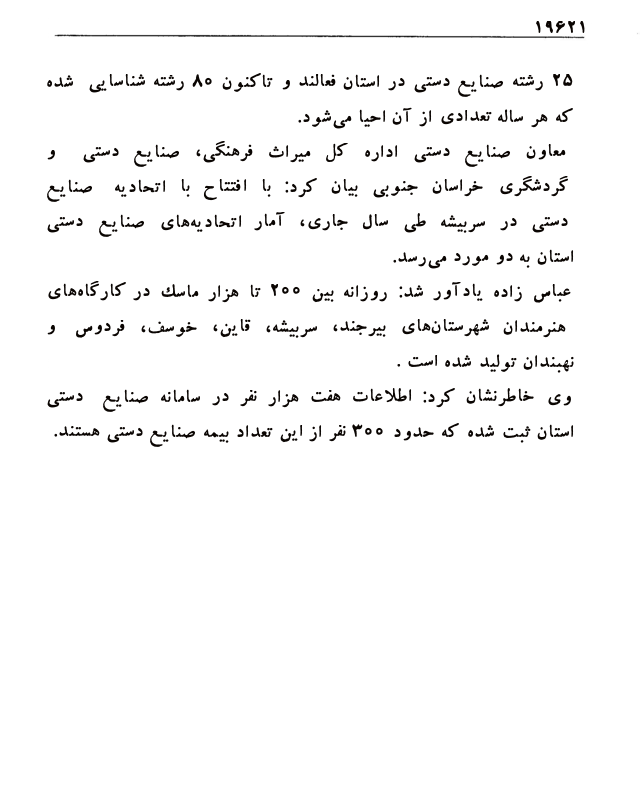 ۱۹۶۲۱
۲۵ رشته صنایع دستی در استان فعالند و تاکنون ۸۰ رشته شناسایی شده
که هر ساله تعدادی از آن احیا می‌شود.
معاون صنایع دستی اداره کل میراث فرهنگی، صنایع دستی و
گردشگری خراسان جنوبی بیان کرد: با افتتاح با اتحادیه صنایع
دستی در سربیشه طی سال جاری، آمار اتحادیه‌های صنایع دستی
استان به دو مورد می‌رسد.
عباس زاده یادآور شد: روزانه بین ۲۰۰ تا هزار ماسک در کارگاه‌های
هنرمندان شهرستان‌های بیرجند، سربیشه، قاین، خوسف، فردوس و
نهبندان تولید شده است .
وی خاطرنشان کرد: اطلاعات هفت هزار نفر در سامانه صنایع دستی
استان ثبت شده که حدود ۳۰۰ نفر از این تعداد بیمه صنایع دستی هستند.